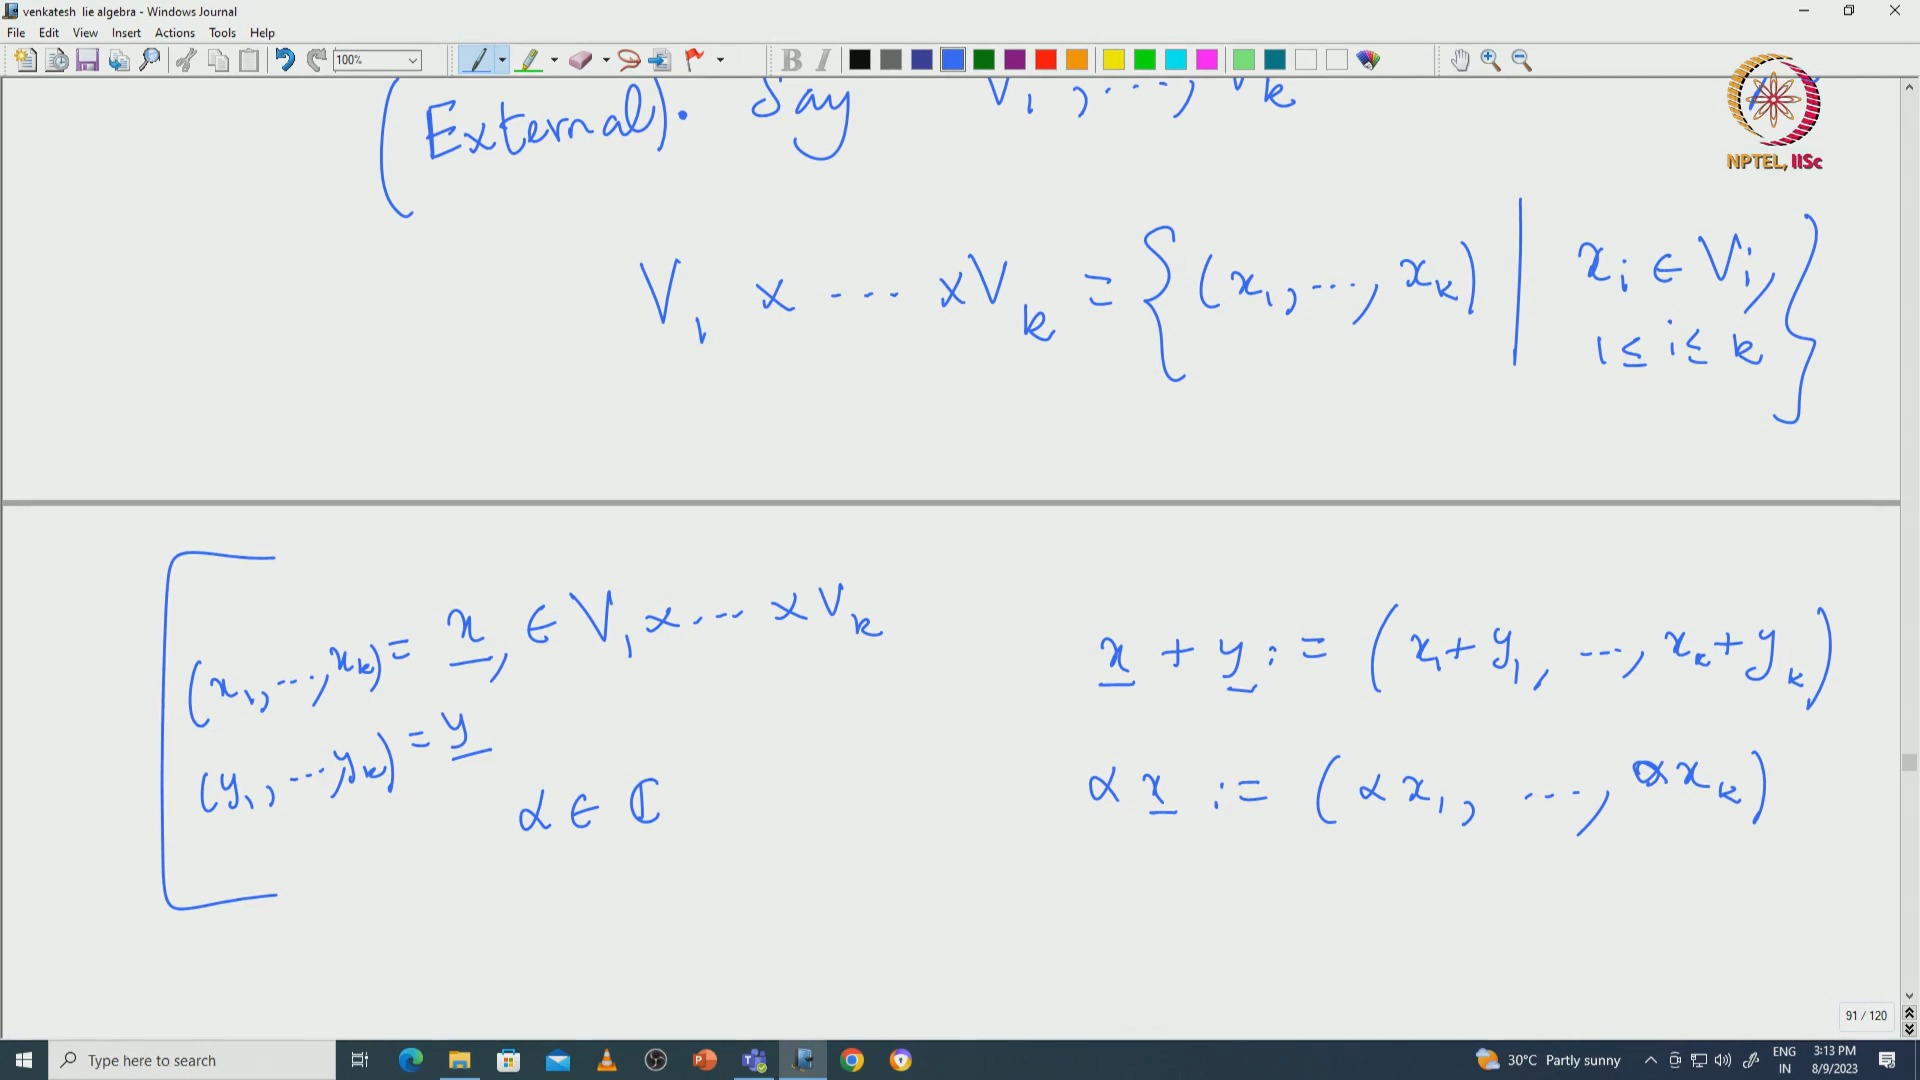 venkatesh lie algebra - Windows Journal
File Edit View Insert Actions Tools Help
100%
B I
NPTEL, IISc
(External). Say V₁, ..., Vₖ
V₁ × ... × Vₖ = {(x₁, ..., xₖ) | xᵢ ∈ Vᵢ,
1 ≤ i ≤ k}
(x₁, ..., xₖ) = x, ∈ V₁ × ... × Vₖ
(y₁, ..., yₖ) = y
α ∈ ℂ
x + y := (x₁ + y₁, ..., xₖ + yₖ)
α x := (α x₁, ..., α xₖ)
91 / 120
Type here to search
30°C Partly sunny
ENG
IN
3:13 PM
8/9/2023